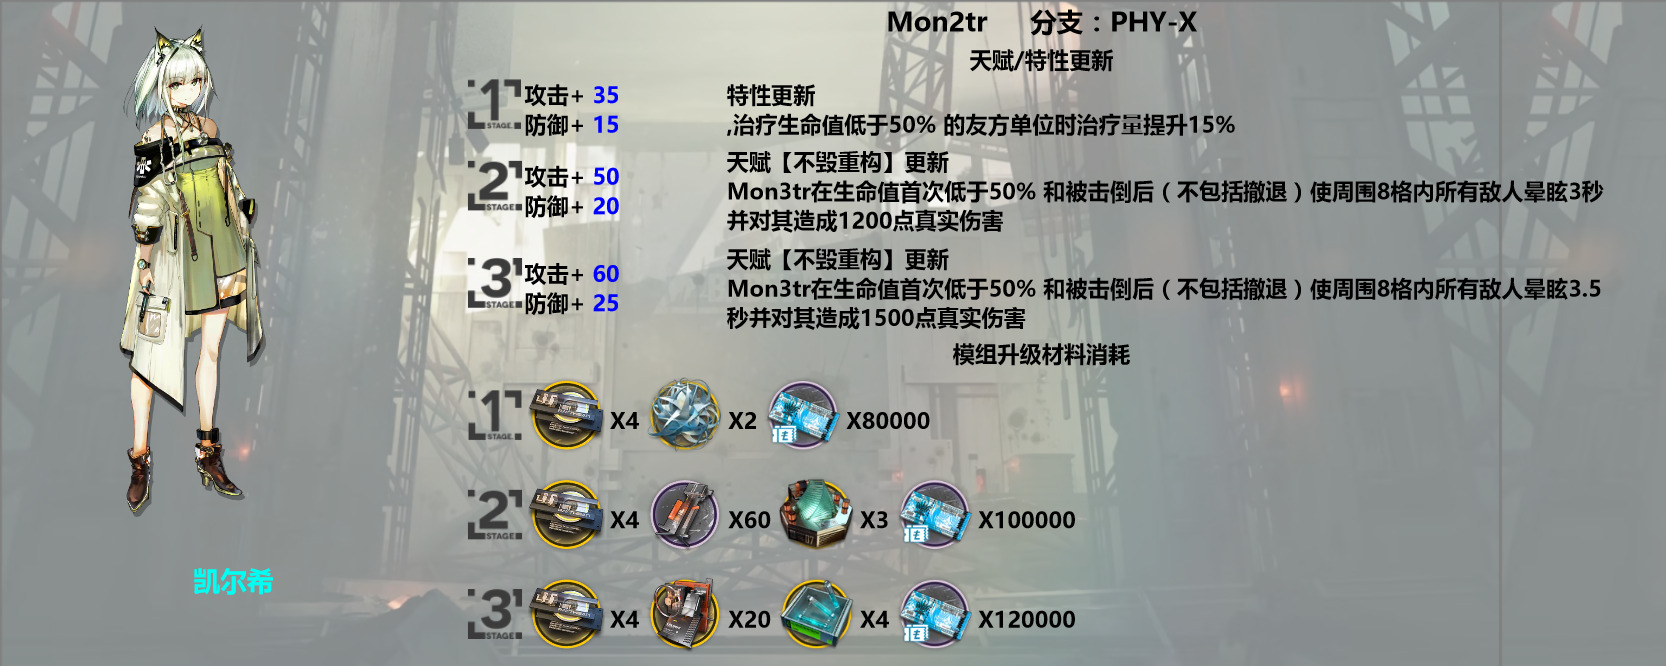 Mon2tr 分支：PHY-X
天赋/特性更新
1 STAGE.
攻击+ 35
防御+ 15
特性更新
,治疗生命值低于50% 的友方单位时治疗量提升15%
2 STAGE.
攻击+ 50
防御+ 20
天赋【不毁重构】更新
Mon3tr在生命值首次低于50% 和被击倒后（不包括撤退）使周围8格内所有敌人晕眩3秒
并对其造成1200点真实伤害
3 STAGE.
攻击+ 60
防御+ 25
天赋【不毁重构】更新
Mon3tr在生命值首次低于50% 和被击倒后（不包括撤退）使周围8格内所有敌人晕眩3.5
秒并对其造成1500点真实伤害
模组升级材料消耗
1 STAGE. X4 X2 X80000
2 STAGE. X4 X60 X3 X100000
3 STAGE. X4 X20 X4 X120000
凯尔希